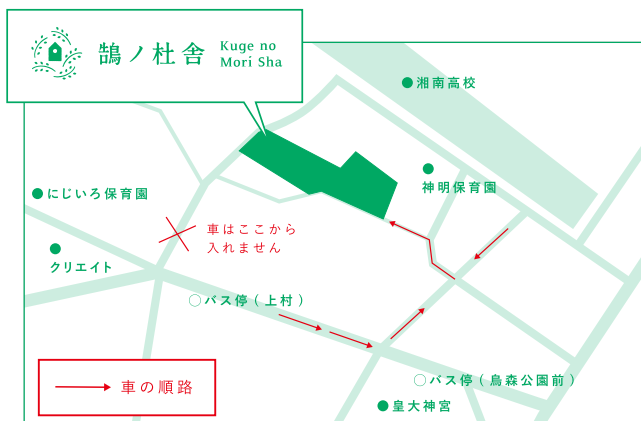 鵠ノ杜舎
Kuge no
Mori Sha
湘南高校
神明保育園
にじいろ保育園
車はここから
入れません
クリエイト
バス停(上村)
車の順路
バス停(鳥森公園前)
皇大神宮